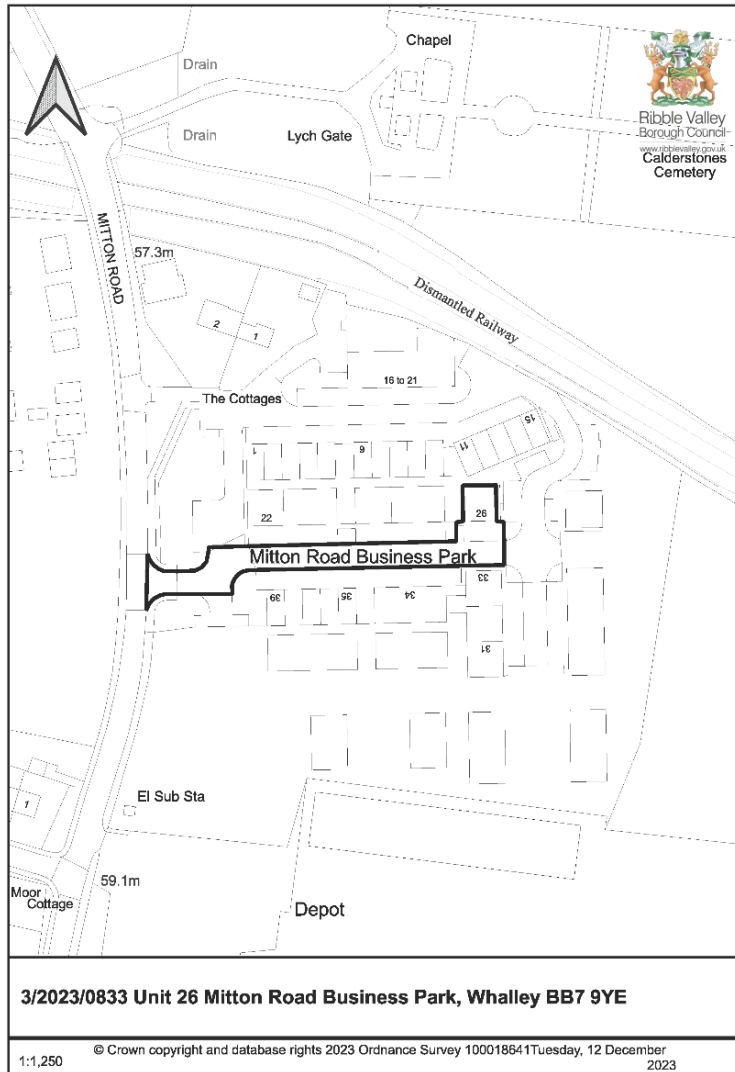 Chapel
Drain
Ribble Valley
Borough Council
www.ribblevalley.gov.uk
Drain
Lych Gate
Calderstones
Cemetery
MITTON ROAD
57.3m
Dismantled Railway
2
1
16 to 21
The Cottages
15
1
9
11
22
26
Mitton Road Business Park
33
39
35
34
31
El Sub Sta
1
59.1m
Moor
Cottage
Depot
3/2023/0833 Unit 26 Mitton Road Business Park, Whalley BB7 9YE
© Crown copyright and database rights 2023 Ordnance Survey 100018641Tuesday, 12 December
2023
1:1,250